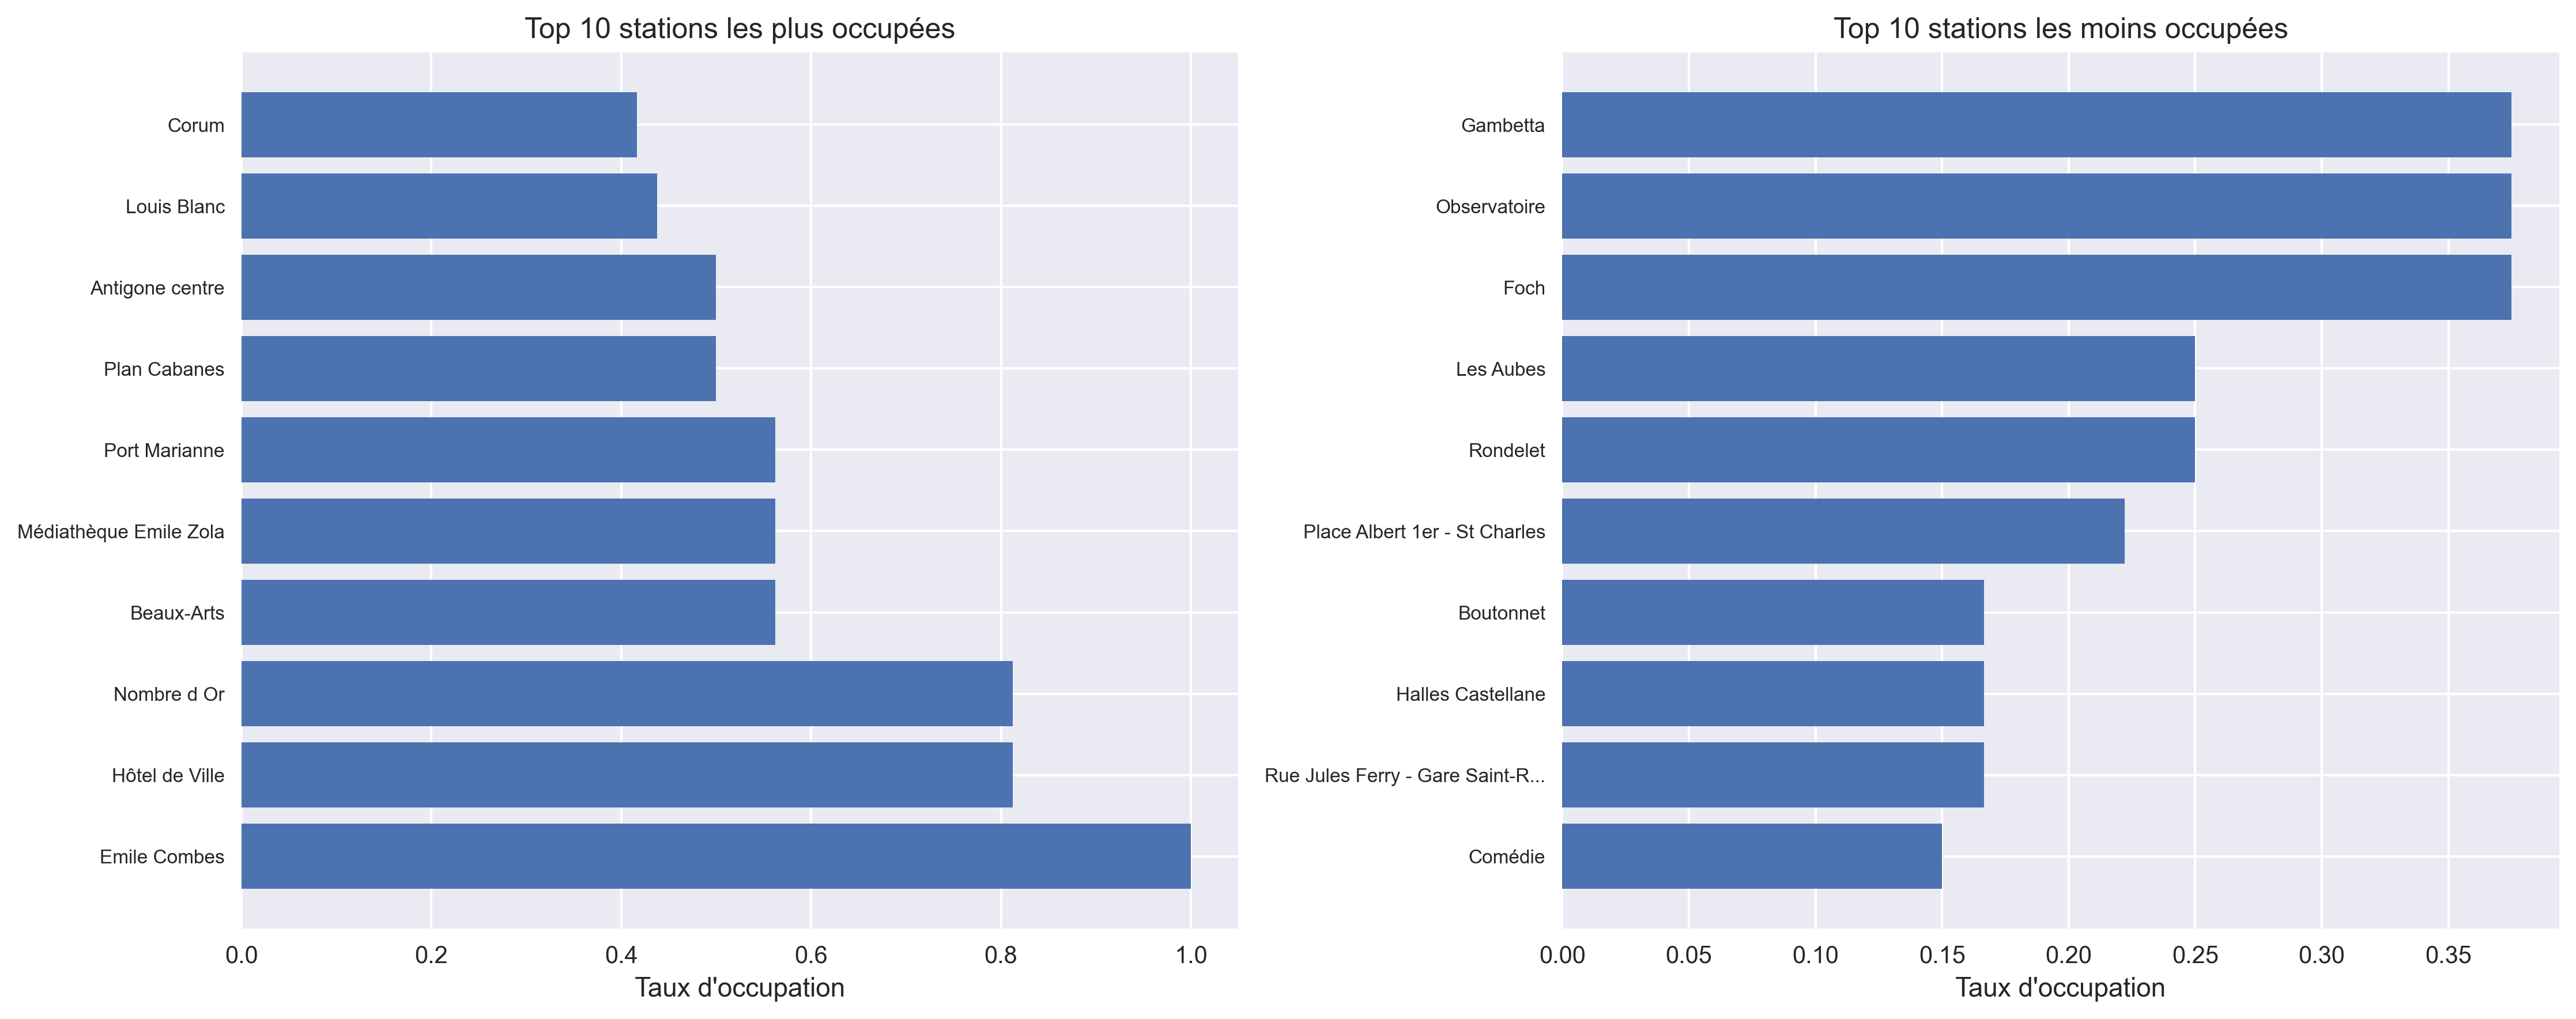 Top 10 stations les plus occupées
Corum
Louis Blanc
Antigone centre
Plan Cabanes
Port Marianne
Médiathèque Emile Zola
Beaux-Arts
Nombre d Or
Hôtel de Ville
Emile Combes
0.0 0.2 0.4 0.6 0.8 1.0
Taux d'occupation
Top 10 stations les moins occupées
Gambetta
Observatoire
Foch
Les Aubes
Rondelet
Place Albert 1er - St Charles
Boutonnet
Halles Castellane
Rue Jules Ferry - Gare Saint-R...
Comédie
0.00 0.05 0.10 0.15 0.20 0.25 0.30 0.35
Taux d'occupation